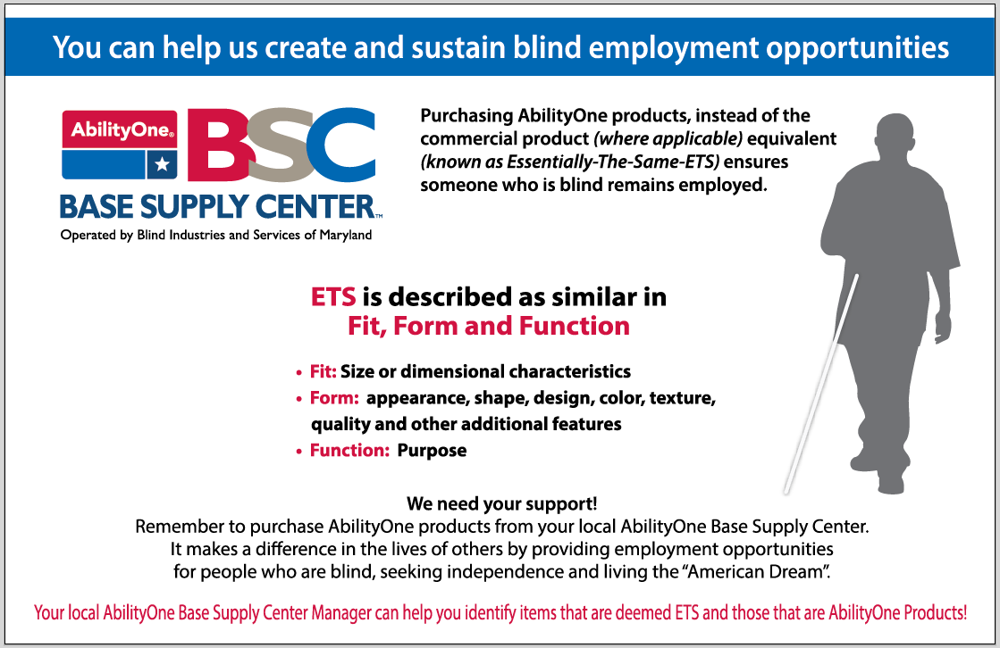 You can help us create and sustain blind employment opportunities
AbilityOne®
BSC
BASE SUPPLY CENTER™
Operated by Blind Industries and Services of Maryland
Purchasing AbilityOne products, instead of the
commercial product (where applicable) equivalent
(known as Essentially-The-Same-ETS) ensures
someone who is blind remains employed.
ETS is described as similar in
Fit, Form and Function
• Fit: Size or dimensional characteristics
• Form: appearance, shape, design, color, texture,
quality and other additional features
• Function: Purpose
We need your support!
Remember to purchase AbilityOne products from your local AbilityOne Base Supply Center.
It makes a difference in the lives of others by providing employment opportunities
for people who are blind, seeking independence and living the “American Dream”.
Your local AbilityOne Base Supply Center Manager can help you identify items that are deemed ETS and those that are AbilityOne Products!